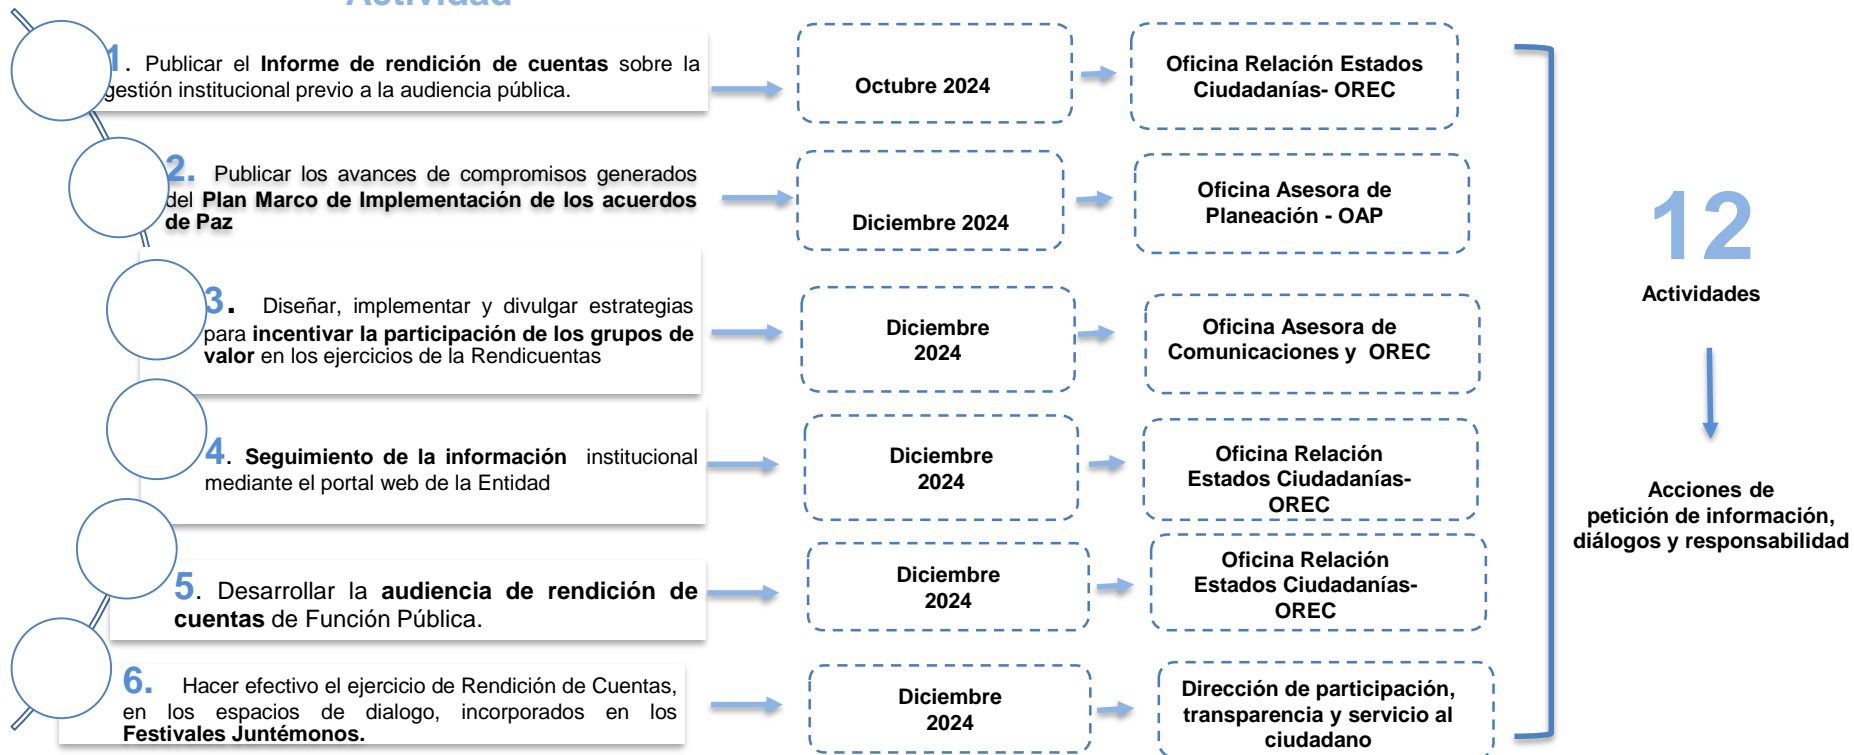 Actividad
1. Publicar el Informe de rendición de cuentas sobre la
gestión institucional previo a la audiencia pública.
Octubre 2024
Oficina Relación Estados
Ciudadanías- OREC
2. Publicar los avances de compromisos generados
del Plan Marco de Implementación de los acuerdos
de Paz
Diciembre 2024
Oficina Asesora de
Planeación - OAP
3. Diseñar, implementar y divulgar estrategias
para incentivar la participación de los grupos de
valor en los ejercicios de la Rendicuentas
Diciembre
2024
Oficina Asesora de
Comunicaciones y OREC
4. Seguimiento de la información institucional
mediante el portal web de la Entidad
Diciembre
2024
Oficina Relación
Estados Ciudadanías-
OREC
5. Desarrollar la audiencia de rendición de
cuentas de Función Pública.
Diciembre
2024
Oficina Relación
Estados Ciudadanías-
OREC
6. Hacer efectivo el ejercicio de Rendición de Cuentas,
en los espacios de dialogo, incorporados en los
Festivales Juntémonos.
Diciembre
2024
Dirección de participación,
transparencia y servicio al
ciudadano
12
Actividades
Acciones de
petición de información,
diálogos y responsabilidad